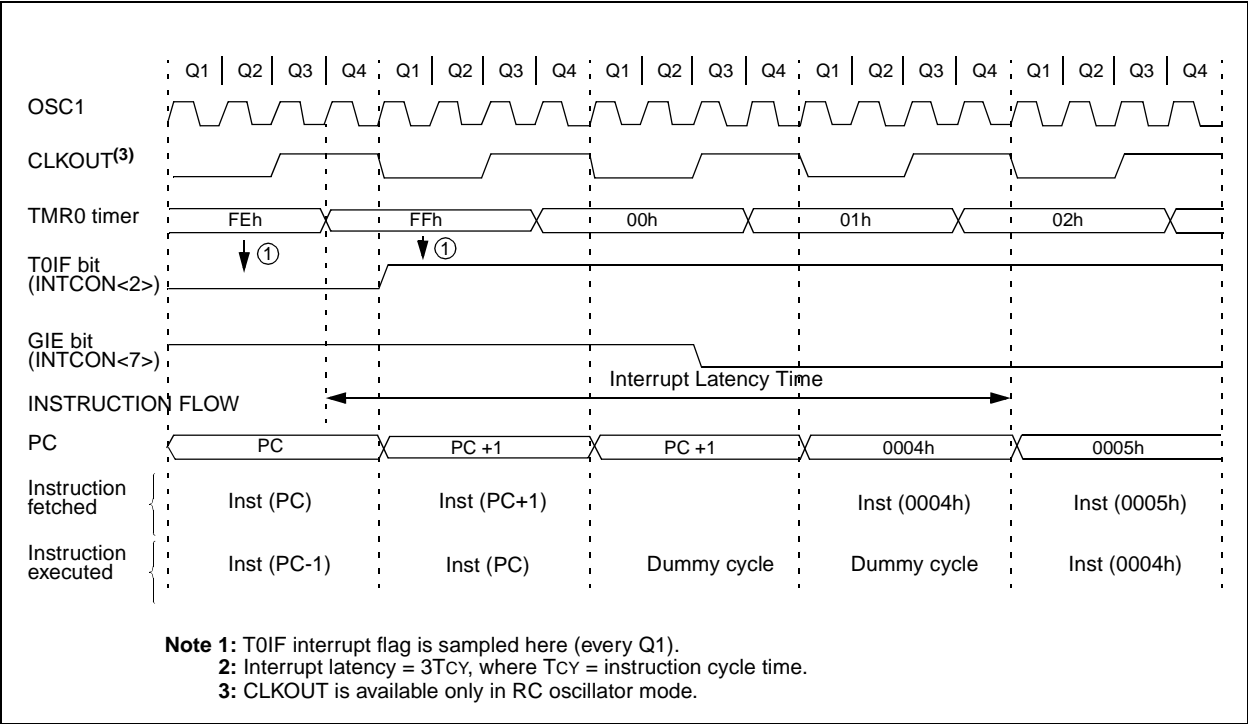 Q1 Q2 Q3 Q4 Q1 Q2 Q3 Q4 Q1 Q2 Q3 Q4 Q1 Q2 Q3 Q4 Q1 Q2 Q3 Q4
OSC1
CLKOUT(3)
TMR0 timer FEh FFh 00h 01h 02h
1 1
T0IF bit
(INTCON<2>)
GIE bit
(INTCON<7>)
Interrupt Latency Time
INSTRUCTION FLOW
PC PC PC +1 PC +1 0004h 0005h
Instruction
fetched
Inst (PC) Inst (PC+1) Inst (0004h) Inst (0005h)
Instruction
executed
Inst (PC-1) Inst (PC) Dummy cycle Dummy cycle Inst (0004h)
Note 1: T0IF interrupt flag is sampled here (every Q1).
2: Interrupt latency = 3TCY, where TCY = instruction cycle time.
3: CLKOUT is available only in RC oscillator mode.